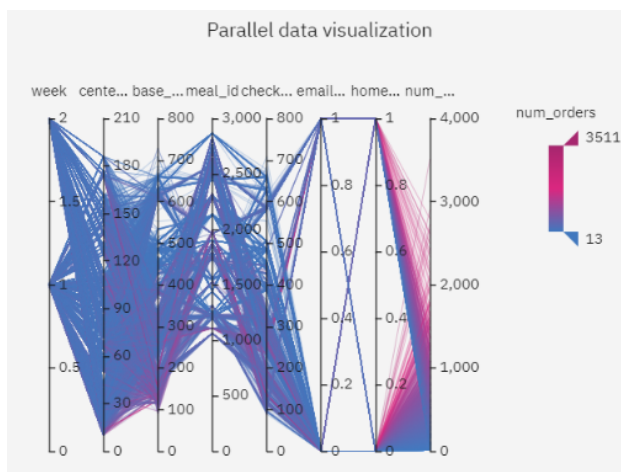 Parallel data visualization
week cente... base_... meal_id check... email... home... num_...
num_orders
2 210 800 3,000 800 1 1 4,000
3511
180 700 700
2,500
1.5 150 600 600 0.8 0.8 3,000
13
120 500 2,000 500 0.6 0.6
1 90 400 1,500 400 2,000
60 300 1,000 300 0.4 0.4
0.5 200 200 1,000
30 100 500 100 0.2 0.2
0 0 0 0 0 0 0 0